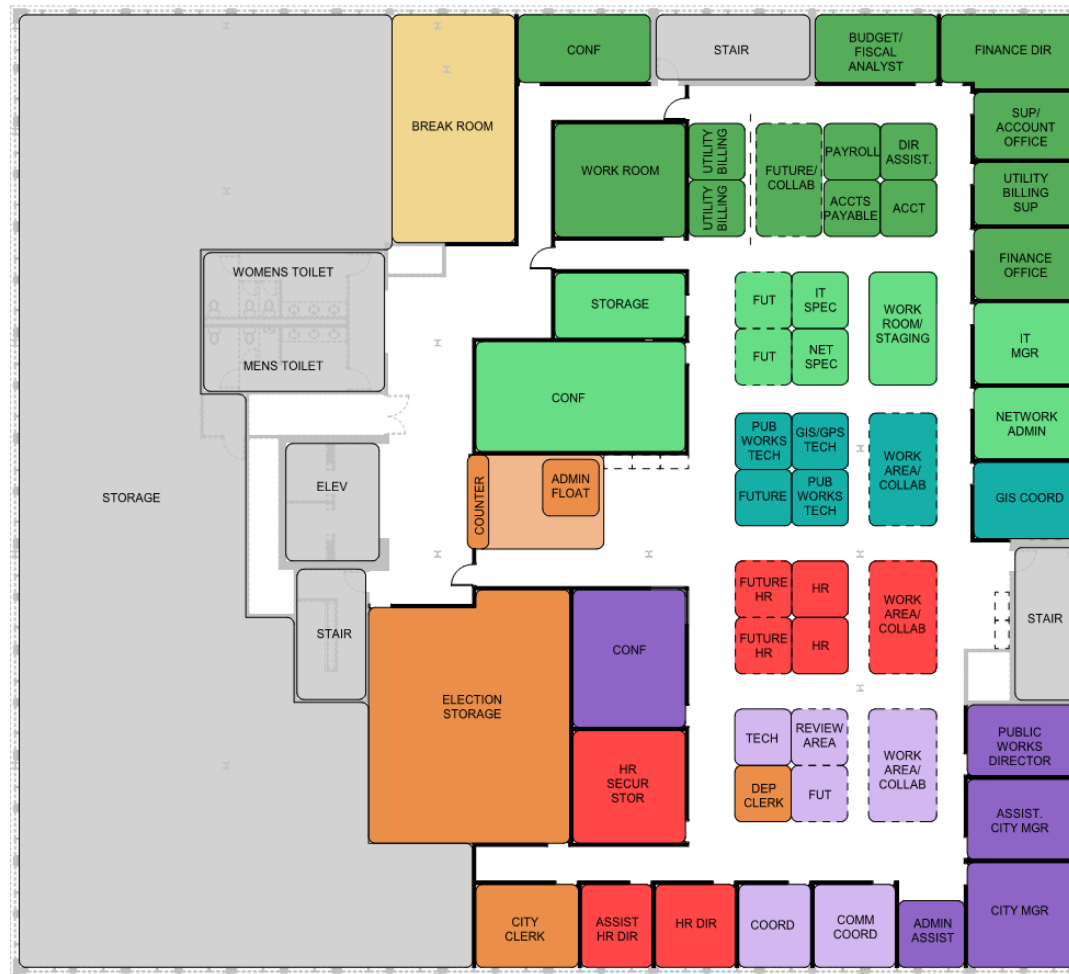 CONF
STAIR
BUDGET/
FISCAL
ANALYST
FINANCE DIR
BREAK ROOM
SUP/
ACCOUNT
OFFICE
WORK ROOM
UTILITY
BILLING
UTILITY
BILLING
FUTURE/
COLLAB
PAYROLL
DIR
ASSIST.
ACCTS
PAYABLE
ACCT
UTILITY
BILLING
SUP
WOMENS TOILET
MENS TOILET
FINANCE
OFFICE
STORAGE
FUT
IT
SPEC
FUT
NET
SPEC
WORK
ROOM/
STAGING
IT
MGR
CONF
NETWORK
ADMIN
PUB
WORKS
TECH
GIS/GPS
TECH
FUTURE
PUB
WORKS
TECH
WORK
AREA/
COLLAB
GIS COORD
STORAGE
ELEV
COUNTER
ADMIN
FLOAT
FUTURE
HR
HR
FUTURE
HR
HR
WORK
AREA/
COLLAB
STAIR
STAIR
CONF
ELECTION
STORAGE
HR
SECUR
STOR
TECH
REVIEW
AREA
DEP
CLERK
FUT
WORK
AREA/
COLLAB
PUBLIC
WORKS
DIRECTOR
ASSIST.
CITY MGR
CITY MGR
CITY
CLERK
ASSIST
HR DIR
HR DIR
COORD
COMM
COORD
ADMIN
ASSIST